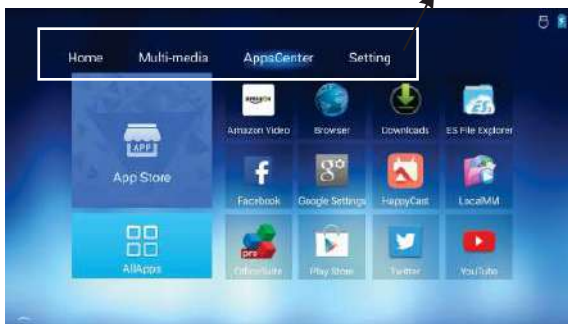 Home Multi-media AppsCenter Setting
amazon
Amazon Video Browser Downloads ES File Explorer
APP
App Store
Facebook Google Settings HappyCast LocalMM
AllApps
pro
OfficeSuite Play Store Twitter YouTube